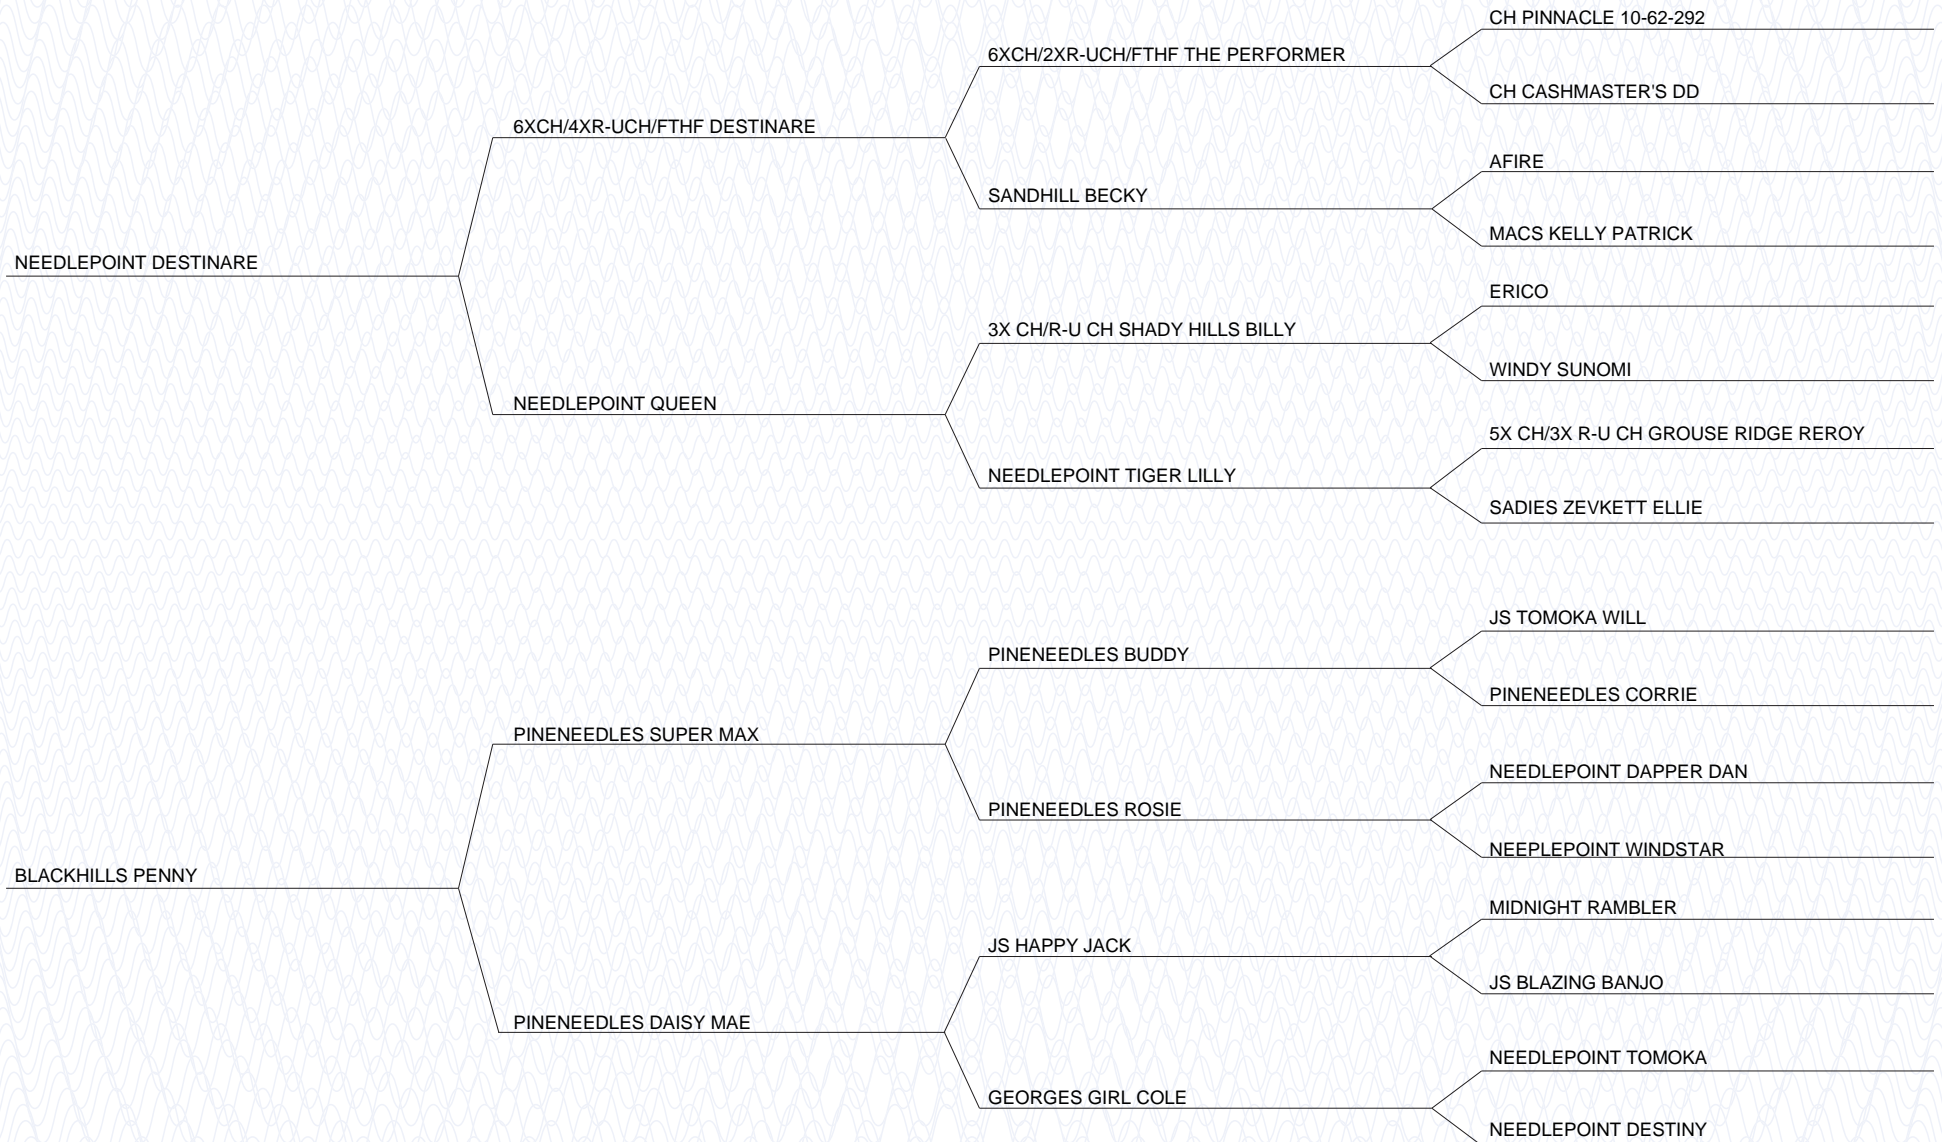 CH PINNACLE 10-62-292
6XCH/2XR-UCH/FTHF THE PERFORMER
CH CASHMASTER'S DD
6XCH/4XR-UCH/FTHF DESTINARE
AFIRE
SANDHILL BECKY
MACS KELLY PATRICK
NEEDLEPOINT DESTINARE
ERICO
3X CH/R-U CH SHADY HILLS BILLY
WINDY SUNOMI
NEEDLEPOINT QUEEN
5X CH/3X R-U CH GROUSE RIDGE REROY
NEEDLEPOINT TIGER LILLY
SADIES ZEVKETT ELLIE
JS TOMOKA WILL
PINENEEDLES BUDDY
PINENEEDLES CORRIE
PINENEEDLES SUPER MAX
NEEDLEPOINT DAPPER DAN
PINENEEDLES ROSIE
NEEPLEPOINT WINDSTAR
BLACKHILLS PENNY
MIDNIGHT RAMBLER
JS HAPPY JACK
JS BLAZING BANJO
PINENEEDLES DAISY MAE
NEEDLEPOINT TOMOKA
GEORGES GIRL COLE
NEEDLEPOINT DESTINY